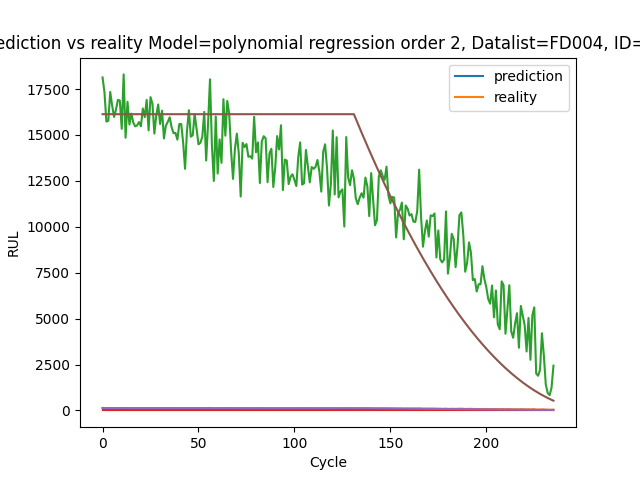 ediction vs reality Model=polynomial regression order 2, Datalist=FD004, ID=
prediction
reality
17500
15000
12500
10000
7500
5000
2500
0
RUL
0 50 100 150 200
Cycle